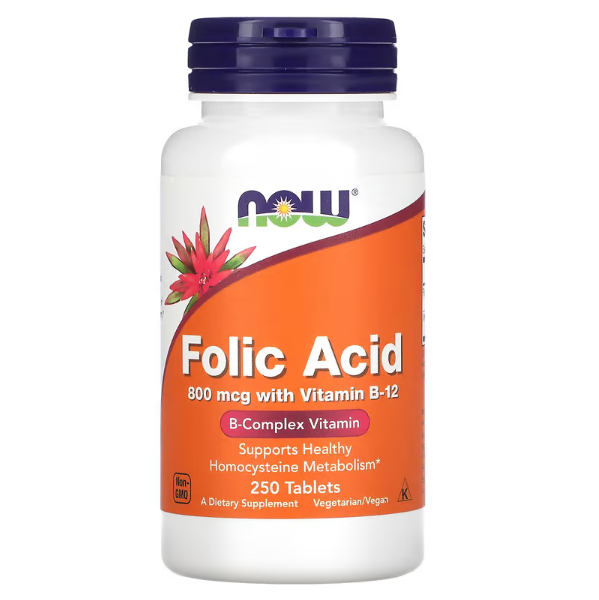 NOW®
Folic Acid
800 mcg with Vitamin B-12
B-Complex Vitamin
Supports Healthy
Homocysteine Metabolism*
250 Tablets
Non-
GMO
A Dietary Supplement
Vegetarian/Vegan
K